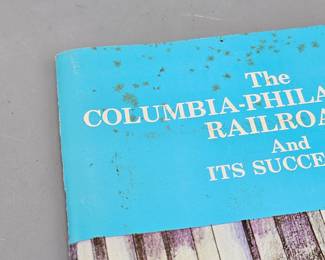 The
COLUMBIA-PHILA
RAILROA
And
ITS SUCCE